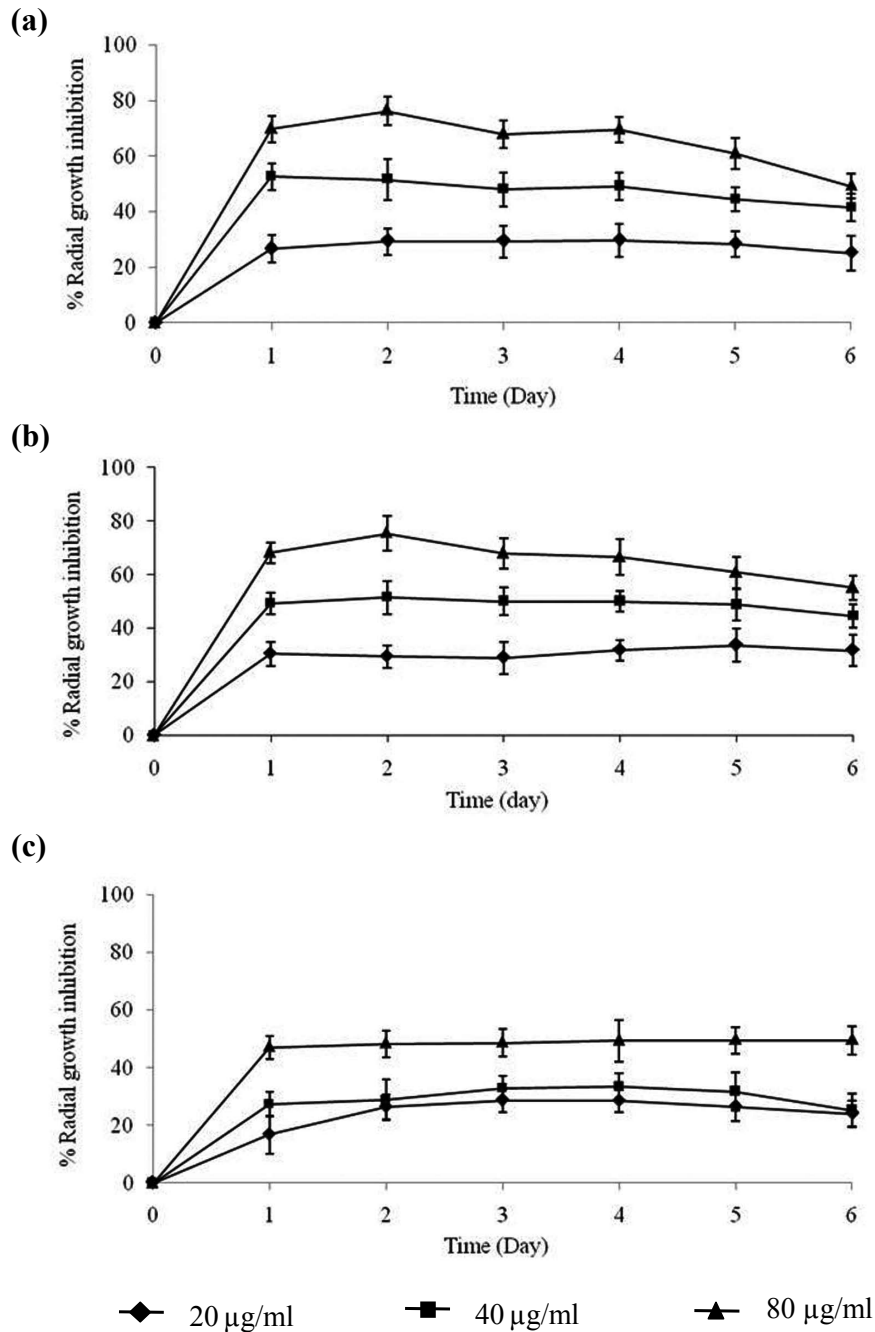 (a)
% Radial growth inhibition
100
80
60
40
20
0
0 1 2 3 4 5 6
Time (Day)
(b)
% Radial growth inhibition
100
80
60
40
20
0
0 1 2 3 4 5 6
Time (day)
(c)
% Radial growth inhibition
100
80
60
40
20
0
0 1 2 3 4 5 6
Time (Day)
20 µg/ml 40 µg/ml 80 µg/ml